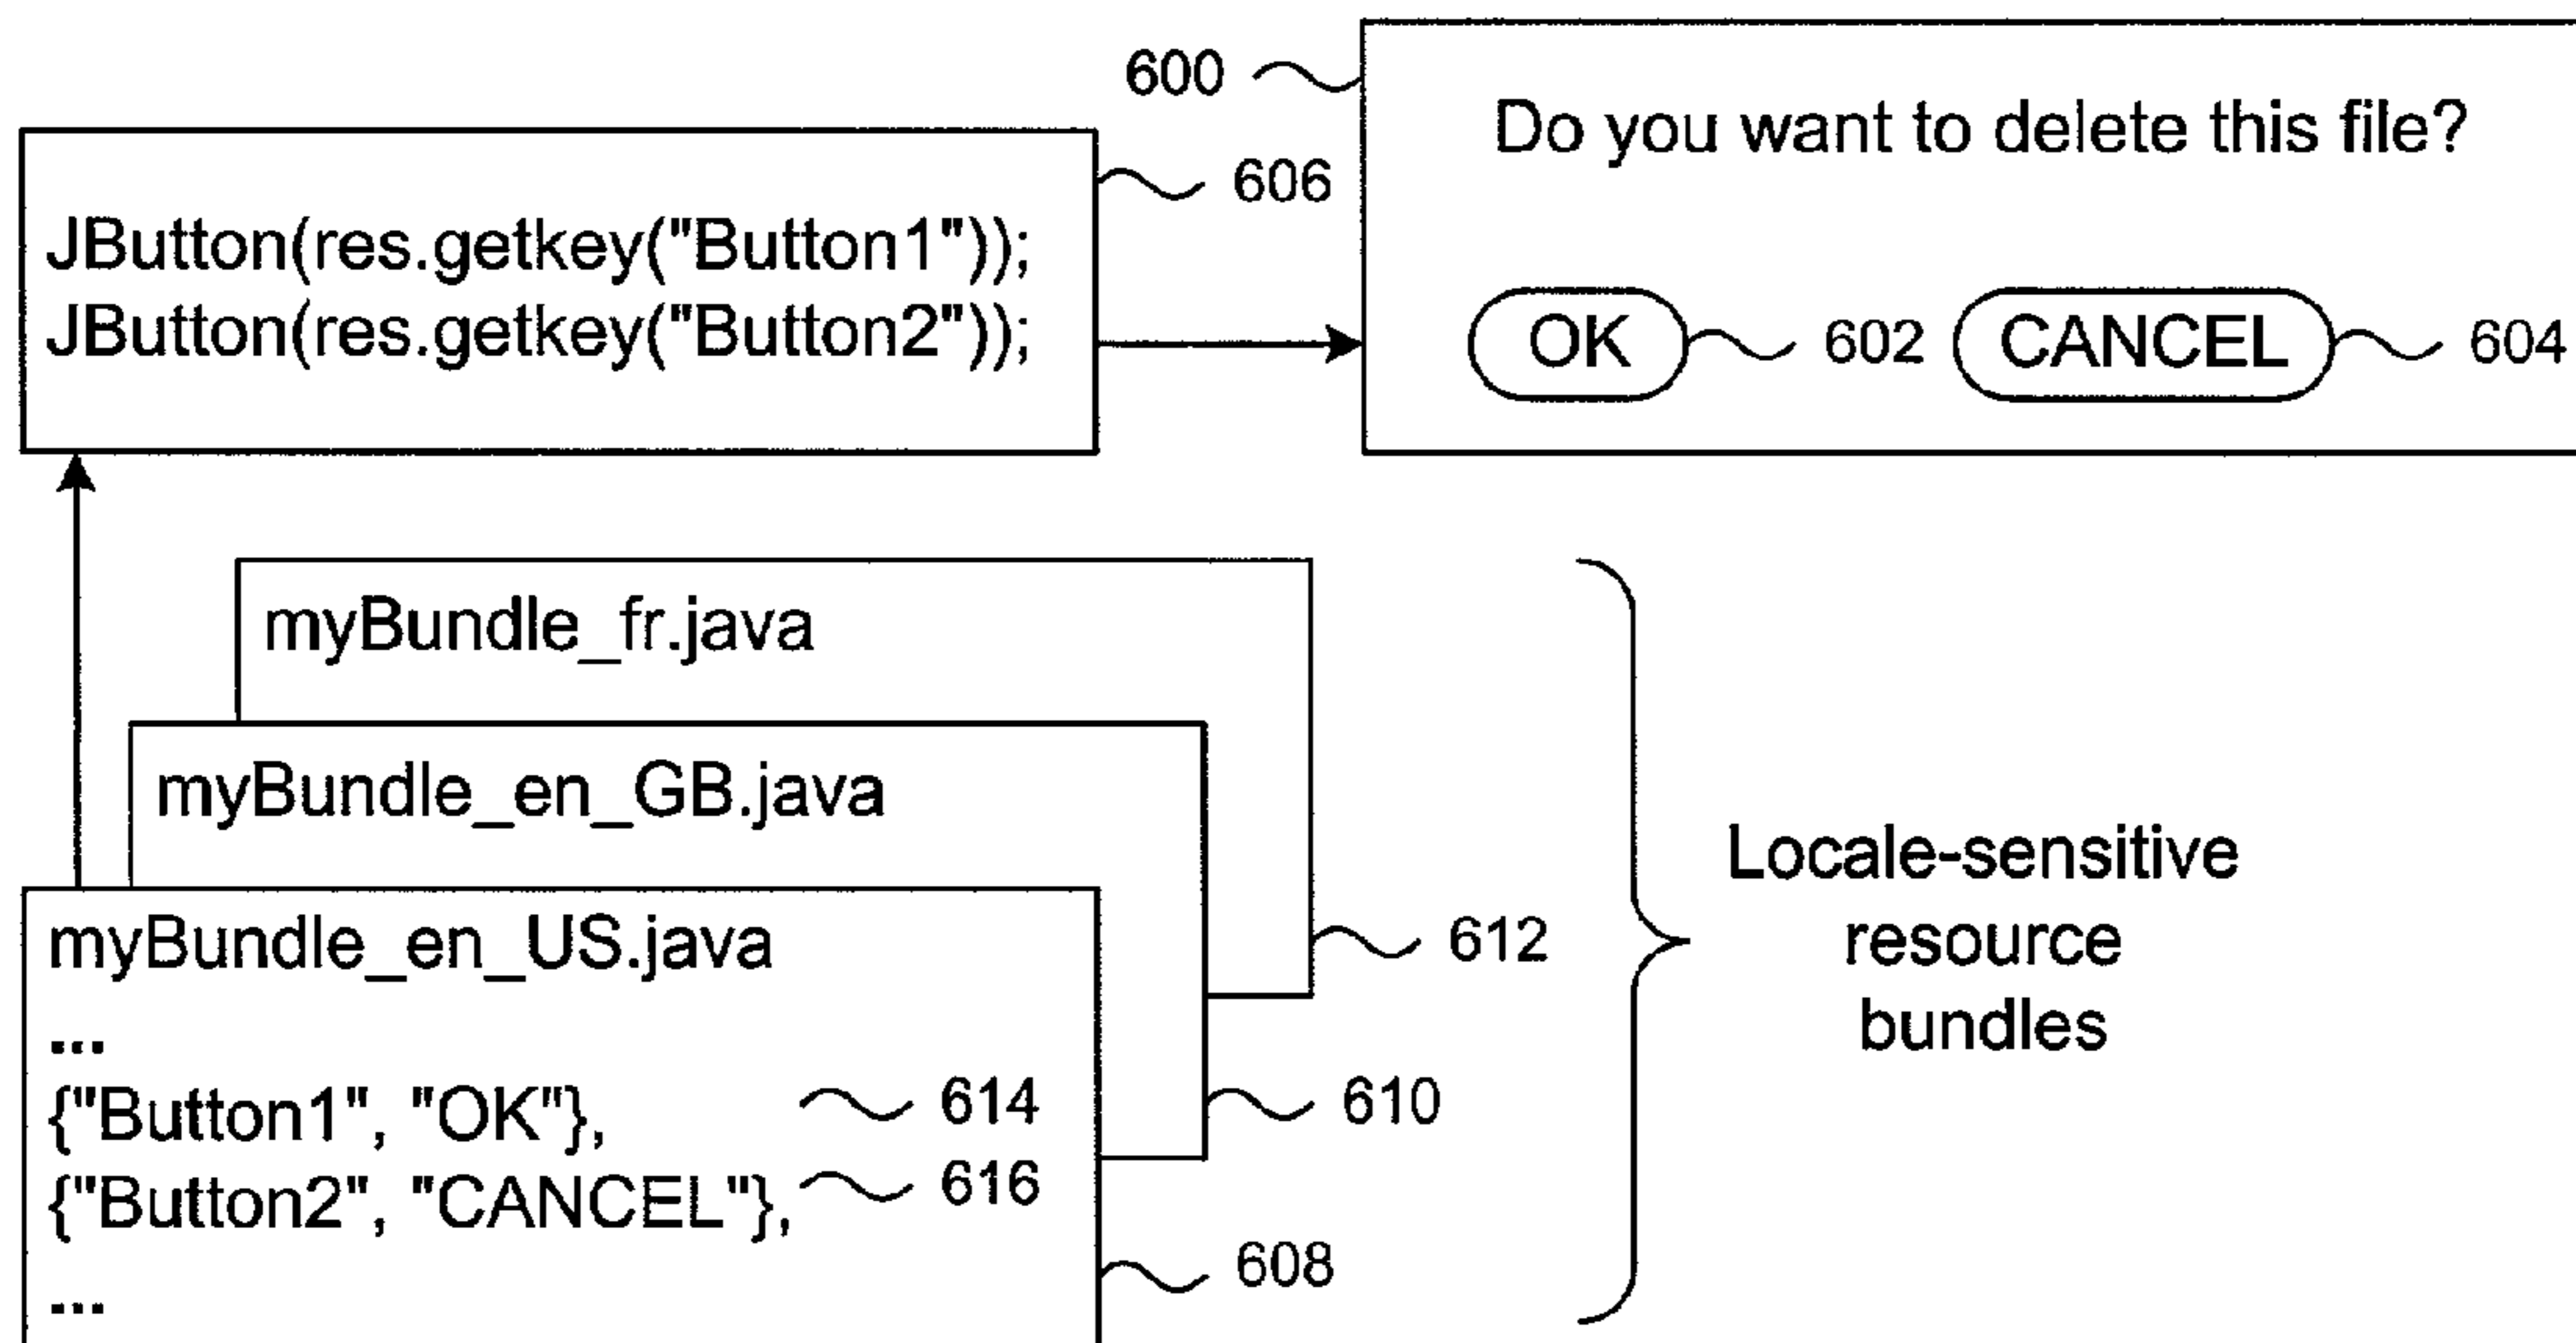 600
Do you want to delete this file?
606
JButton(res.getkey("Button1"));
JButton(res.getkey("Button2"));
OK
602
CANCEL
604
myBundle_fr.java
myBundle_en_GB.java
myBundle_en_US.java
...
{"Button1", "OK"},
614
{"Button2", "CANCEL"},
616
...
608
610
612
Locale-sensitive
resource
bundles